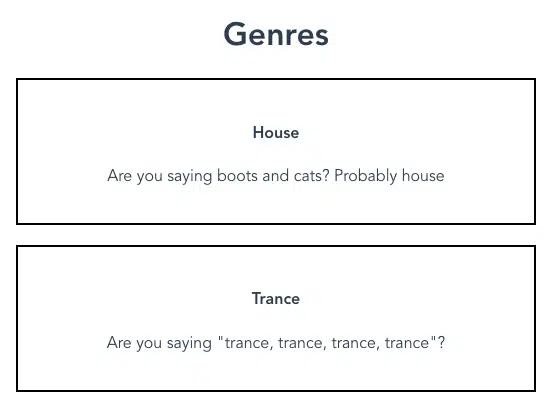 Genres
House
Are you saying boots and cats? Probably house
Trance
Are you saying "trance, trance, trance, trance"?